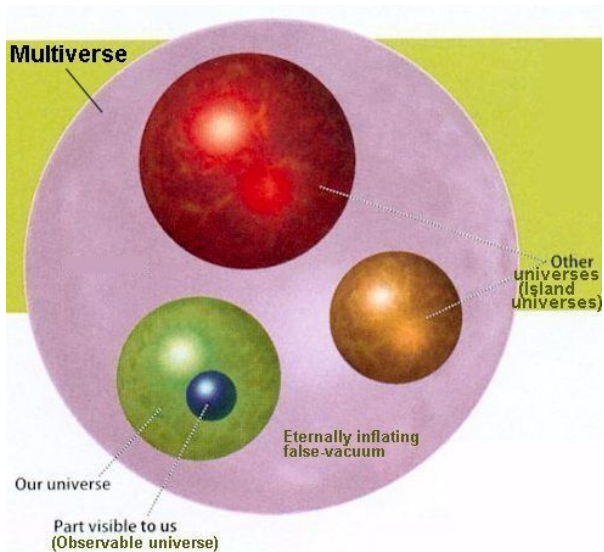 Multiverse
Other
universes
(Island
universes)
Eternally inflating
false-vacuum
Our universe
Part visible to us
(Observable universe)